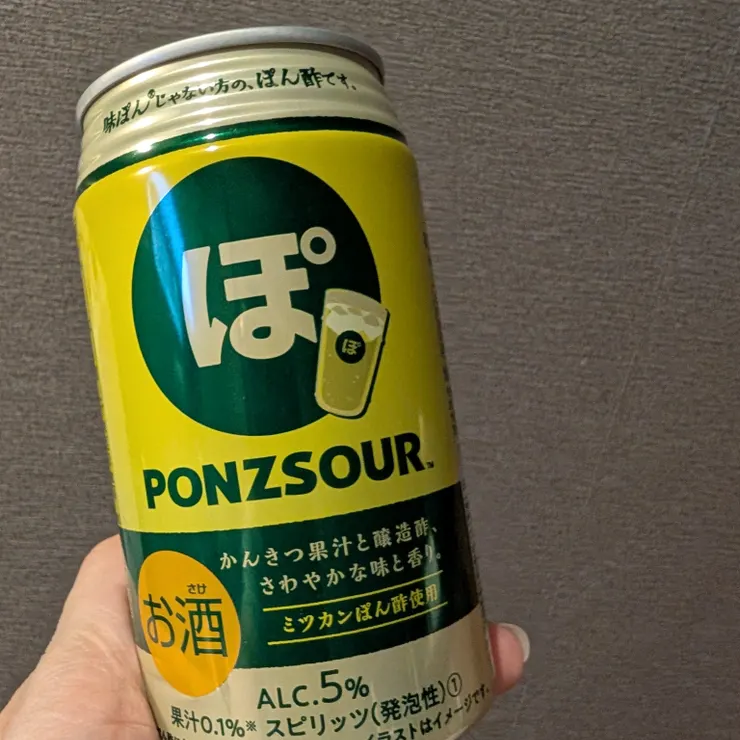 味ぽん®じゃない方の、ぽん酢です。
ぽ
ぽ
PONZSOUR™
かんきつ果汁と醸造酢、
さわやかな味と香り。
ミツカンぽん酢使用
さけ
お酒
ALC.5%
果汁0.1%※ スピリッツ(発泡性)①
イラストはイメージです。